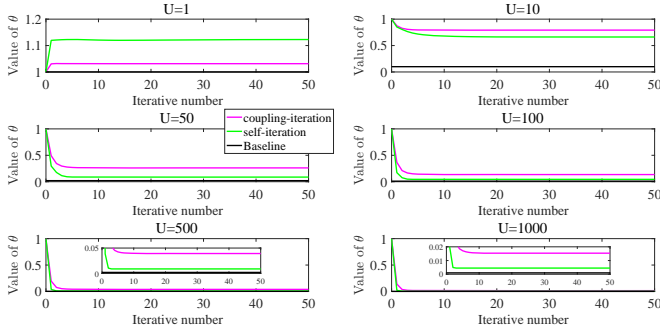 U=1
1.2
1.1
1
Value of θ
0 10 20 30 40 50
Iterative number
U=10
1
0.5
0
Value of θ
0 10 20 30 40 50
Iterative number
U=50
1
0.5
0
Value of θ
0 10 20 30 40 50
Iterative number
coupling-iteration
self-iteration
Baseline
U=100
1
0.5
0
Value of θ
0 10 20 30 40 50
Iterative number
U=500
1
0.5
0
Value of θ
0 10 20 30 40 50
Iterative number
0.05
0
0 10 20 30 40 50
U=1000
1
0.5
0
Value of θ
0 10 20 30 40 50
Iterative number
0.02
0.01
0
0 10 20 30 40 50